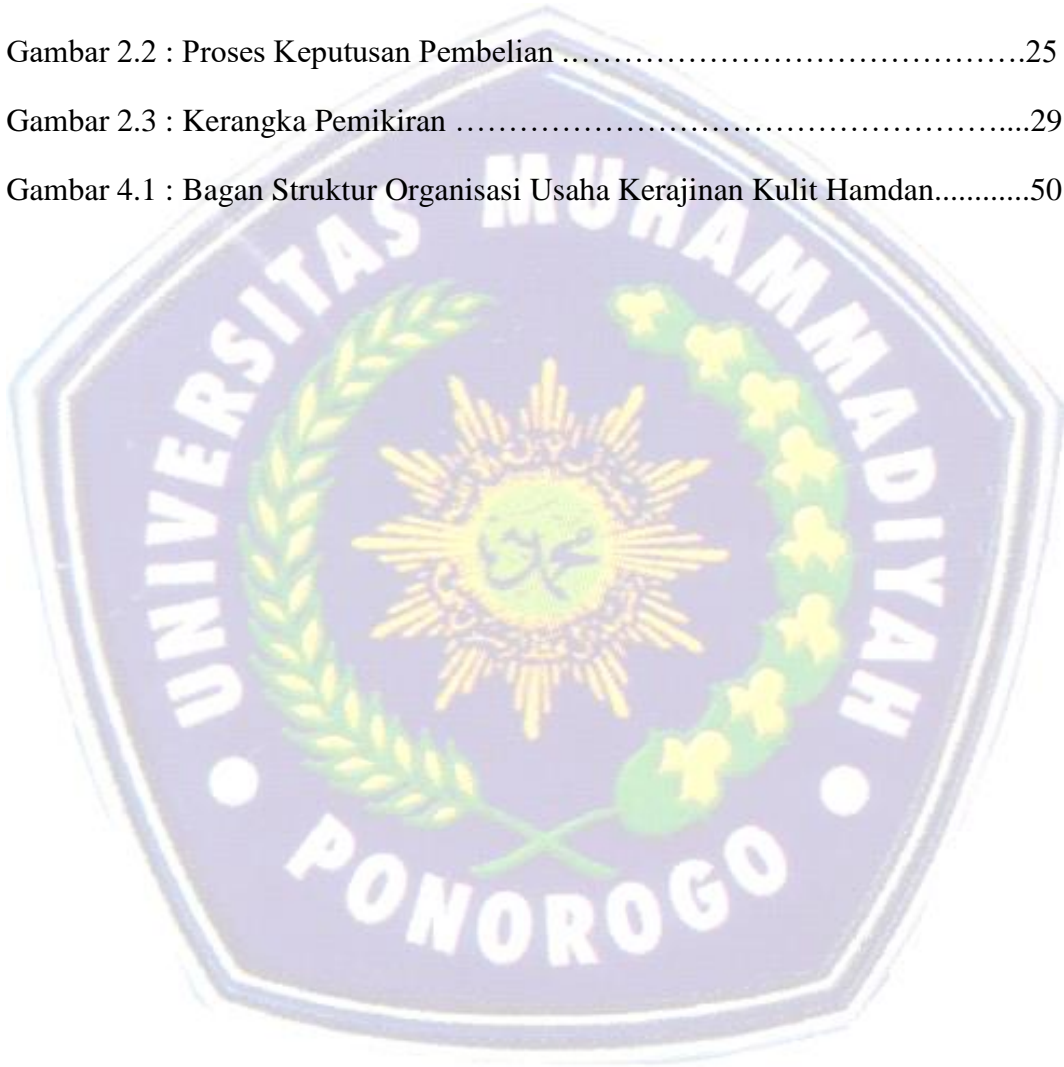 Gambar 2.2 : Proses Keputusan Pembelian .……………………………………….25
Gambar 2.3 : Kerangka Pemikiran ……………………………………………....29
Gambar 4.1 : Bagan Struktur Organisasi Usaha Kerajinan Kulit Hamdan............50
UNIVERSITAS MUHAMMADIYAH
PONOROGO
محمدية